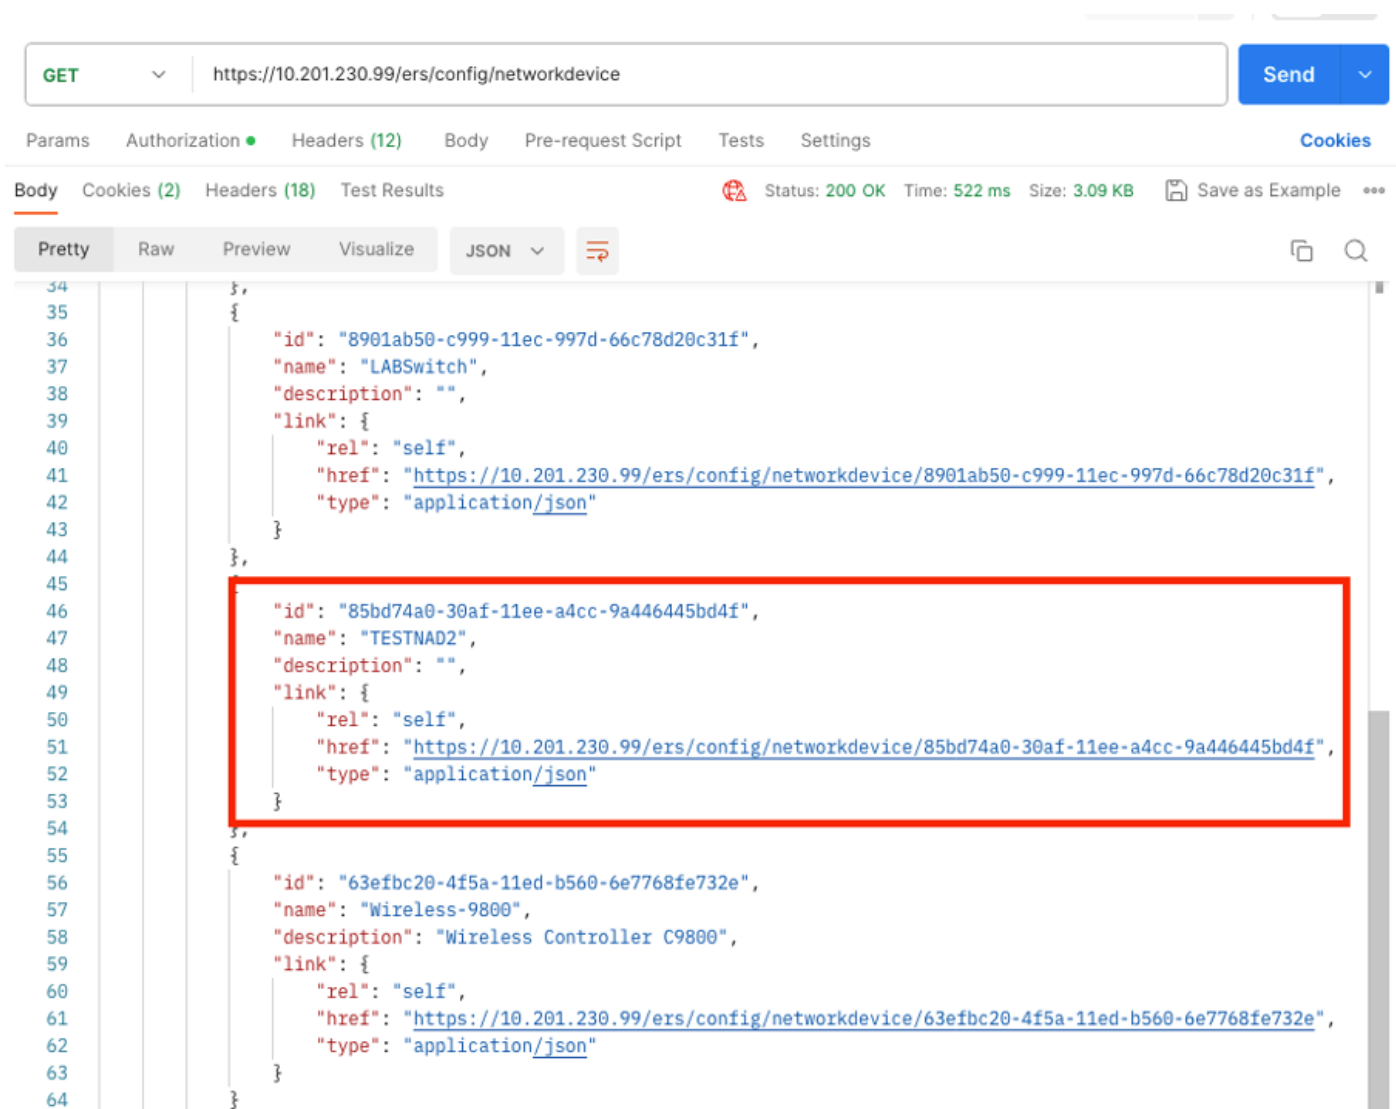 GET https://10.201.230.99/ers/config/networkdevice Send
Params Authorization Headers (12) Body Pre-request Script Tests Settings Cookies
Body Cookies (2) Headers (18) Test Results Status: 200 OK Time: 522 ms Size: 3.09 KB Save as Example
Pretty Raw Preview Visualize JSON
34 },
35 {
36 "id": "8901ab50-c999-11ec-997d-66c78d20c31f",
37 "name": "LABSwitch",
38 "description": "",
39 "link": {
40 "rel": "self",
41 "href": "https://10.201.230.99/ers/config/networkdevice/8901ab50-c999-11ec-997d-66c78d20c31f",
42 "type": "application/json"
43 }
44 },
45 {
46 "id": "85bd74a0-30af-11ee-a4cc-9a446445bd4f",
47 "name": "TESTNAD2",
48 "description": "",
49 "link": {
50 "rel": "self",
51 "href": "https://10.201.230.99/ers/config/networkdevice/85bd74a0-30af-11ee-a4cc-9a446445bd4f",
52 "type": "application/json"
53 }
54 },
55 {
56 "id": "63efbc20-4f5a-11ed-b560-6e7768fe732e",
57 "name": "Wireless-9800",
58 "description": "Wireless Controller C9800",
59 "link": {
60 "rel": "self",
61 "href": "https://10.201.230.99/ers/config/networkdevice/63efbc20-4f5a-11ed-b560-6e7768fe732e",
62 "type": "application/json"
63 }
64 }